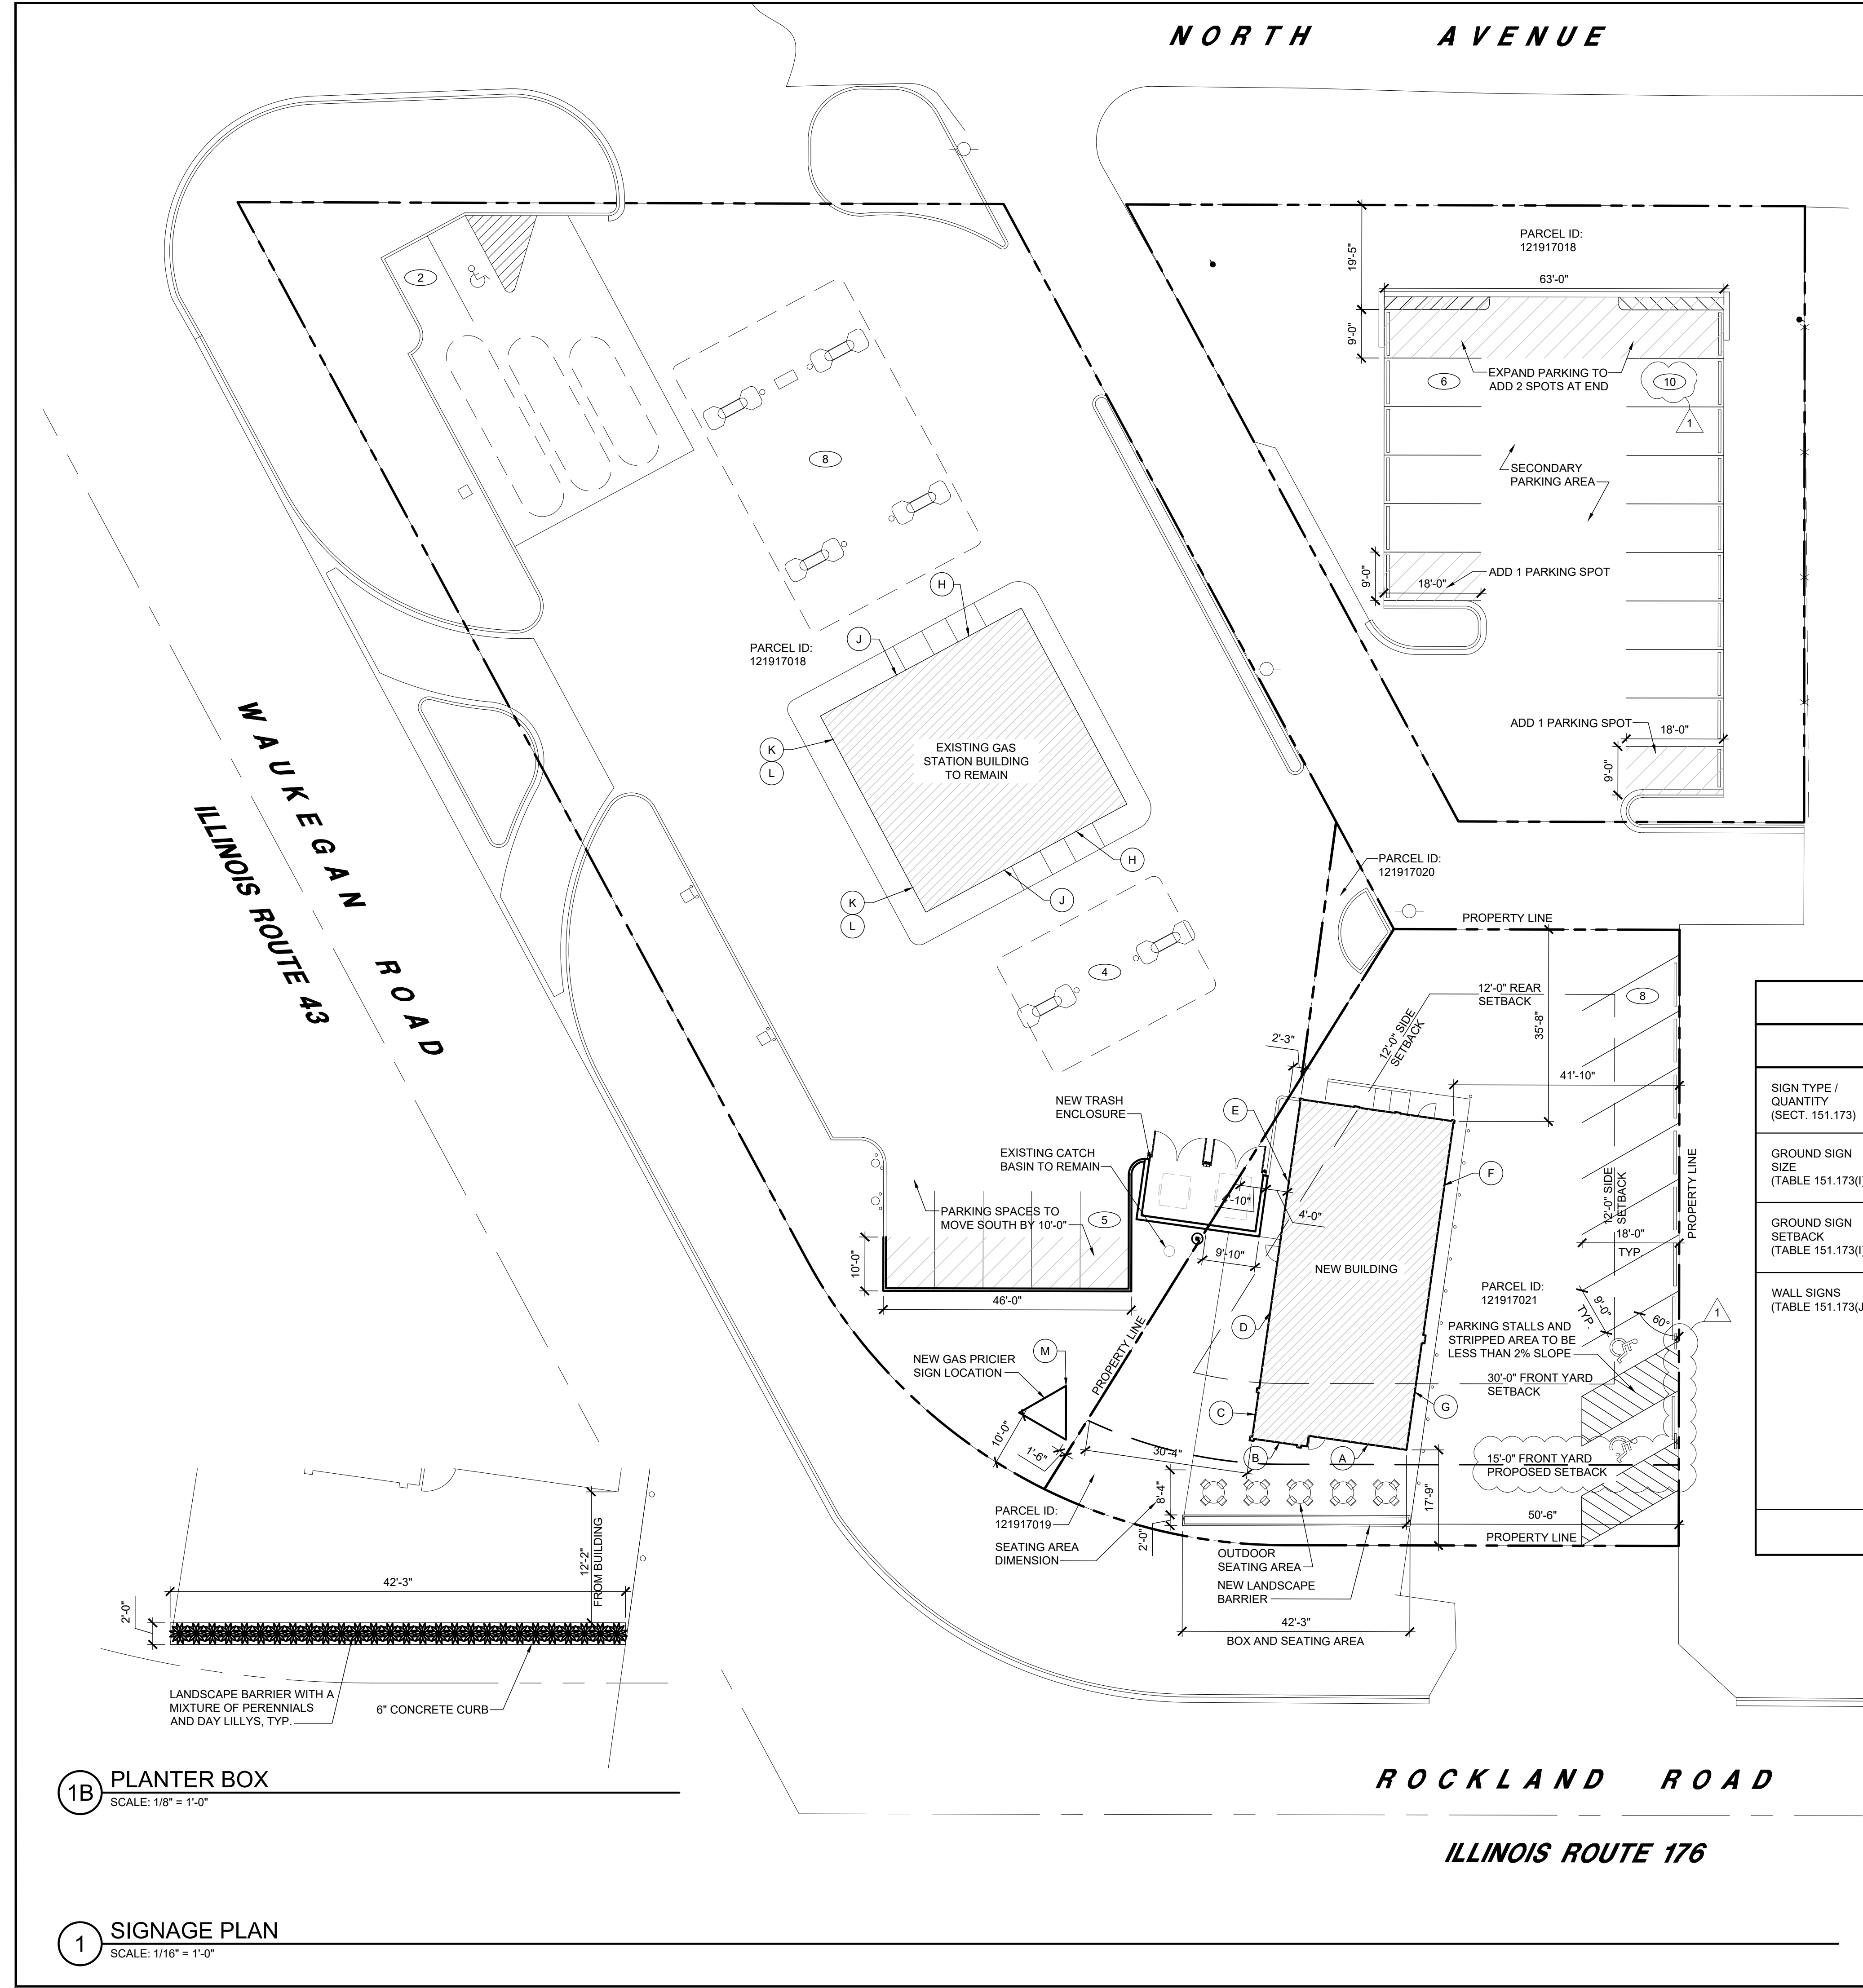 NORTH AVENUE
PARCEL ID:
121917018
19'-5"
63'-0"
9'-0"
2
EXPAND PARKING TO
ADD 2 SPOTS AT END
6
10
1
8
SECONDARY
PARKING AREA
9'-0"
18'-0"
ADD 1 PARKING SPOT
H
J
PARCEL ID:
121917018
K
L
EXISTING GAS
STATION BUILDING
TO REMAIN
ADD 1 PARKING SPOT
18'-0"
9'-0"
WAUKEGAN ROAD
ILLINOIS ROUTE 43
H
J
K
L
PARCEL ID:
121917020
PROPERTY LINE
4
12'-0" REAR
SETBACK
8
35'-8"
12'-0" SIDE
SETBACK
2'-3"
41'-10"
NEW TRASH
ENCLOSURE
E
EXISTING CATCH
BASIN TO REMAIN
F
PARKING SPACES TO
MOVE SOUTH BY 10'-0"
5
4'-10"
4'-0"
12'-0" SIDE
SETBACK
PROPERTY LINE
18'-0"
TYP.
9'-10"
10'-0"
46'-0"
NEW BUILDING
PARCEL ID:
121917021
9'-0"
TYP.
60°
1
D
PARKING STALLS AND
STRIPPED AREA TO BE
LESS THAN 2% SLOPE
NEW GAS PRICIER
SIGN LOCATION
M
PROPERTY LINE
30'-0" FRONT YARD
SETBACK
C
G
10'-0"
1'-6"
30'-4"
B
A
15'-0" FRONT YARD
PROPOSED SETBACK
8'-4"
17'-9"
PARCEL ID:
121917019
50'-6"
2'-0"
PROPERTY LINE
SEATING AREA
DIMENSION
OUTDOOR
SEATING AREA
NEW LANDSCAPE
BARRIER
42'-3"
BOX AND SEATING AREA
SIGN TYPE /
QUANTITY
(SECT. 151.173)
GROUND SIGN
SIZE
(TABLE 151.173(I)
GROUND SIGN
SETBACK
(TABLE 151.173(I)
WALL SIGNS
(TABLE 151.173(J
12'-2"
FROM BUILDING
42'-3"
2'-0"
LANDSCAPE BARRIER WITH A
MIXTURE OF PERENNIALS
AND DAY LILLYS, TYP.
6" CONCRETE CURB
1B
PLANTER BOX
SCALE: 1/8" = 1'-0"
ROCKLAND ROAD
ILLINOIS ROUTE 176
1
SIGNAGE PLAN
SCALE: 1/16" = 1'-0"